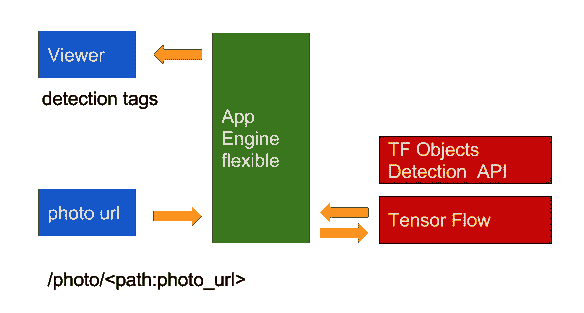 Viewer
detection tags
App
Engine
flexible
TF Objects
Detection API
photo url
Tensor Flow
/photo/<path:photo_url>